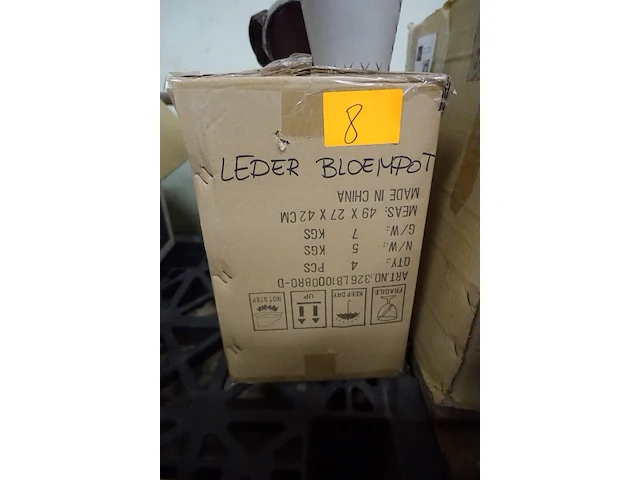 8
LEDER BLOEMPOT
ART.NO.:326LB1000BRO-D
QTY.: 4 PCS
N/W.: 5 KGS
G/W.: 7 KGS
MEAS: 49 X 27 X 42 CM
MADE IN CHINA
FRAGILE
KEEP DRY
UP
NOT STEP